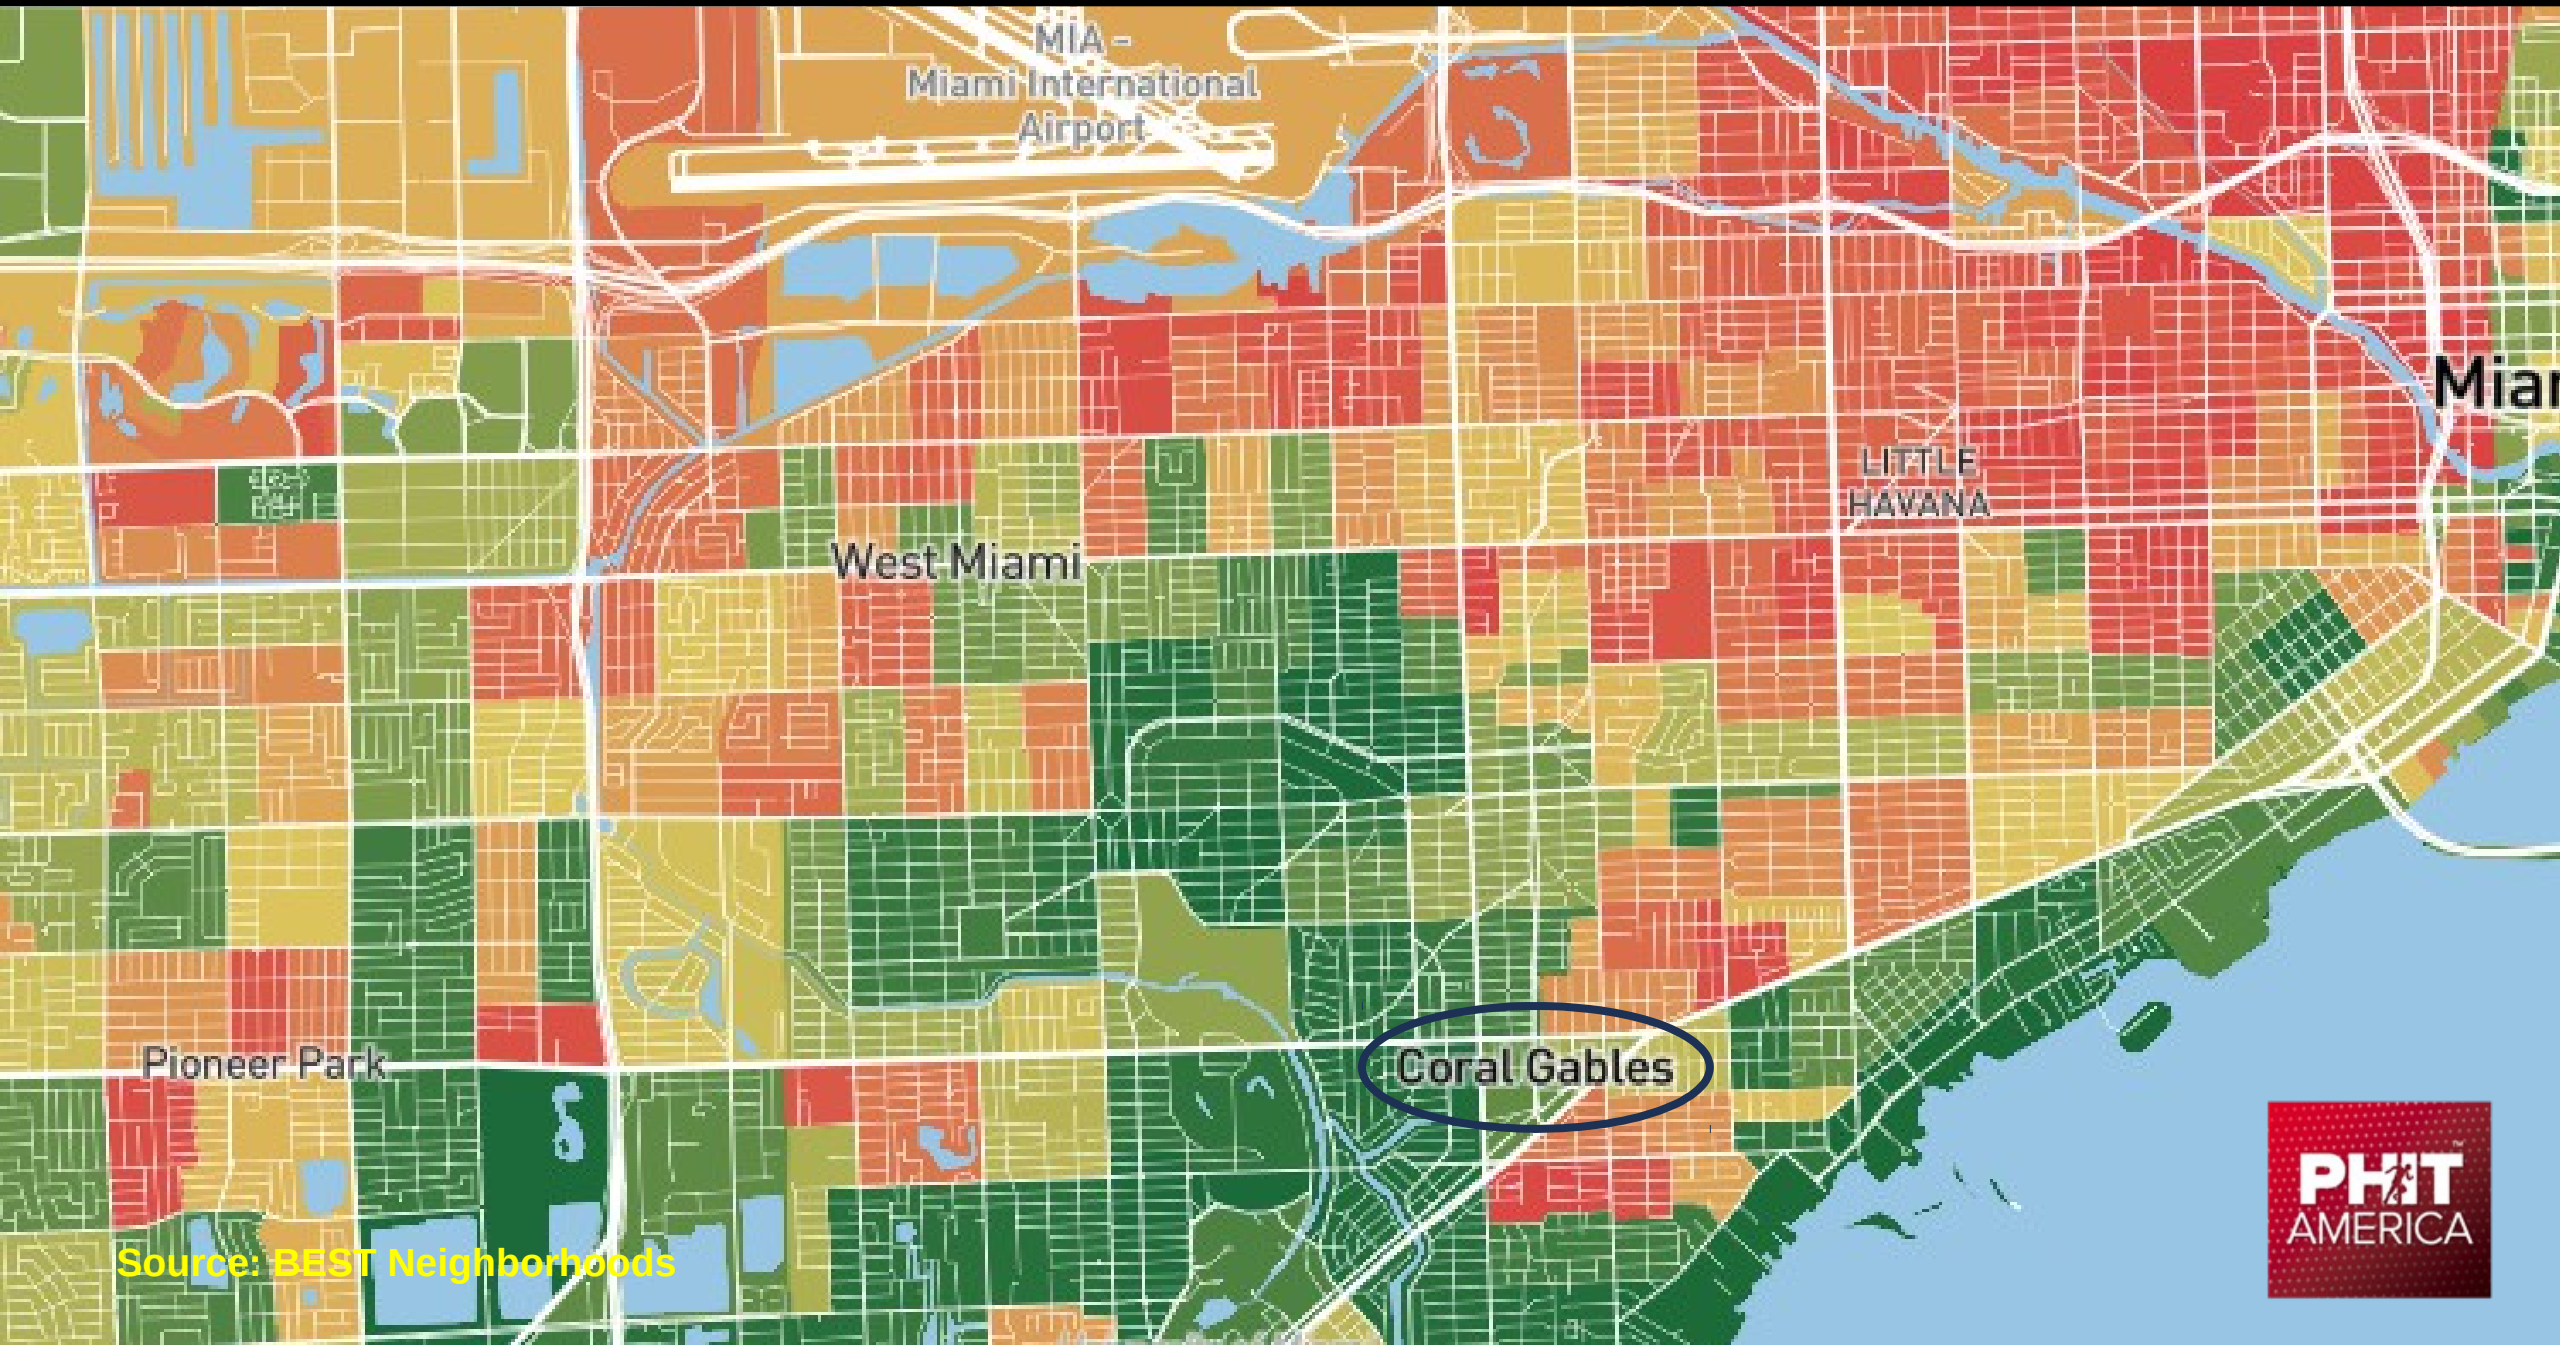 MIA -
Miami International
Airport
Miar
LITTLE
HAVANA
West Miami
Pioneer Park
Coral Gables
PHIT
AMERICA
Source: BEST Neighborhoods